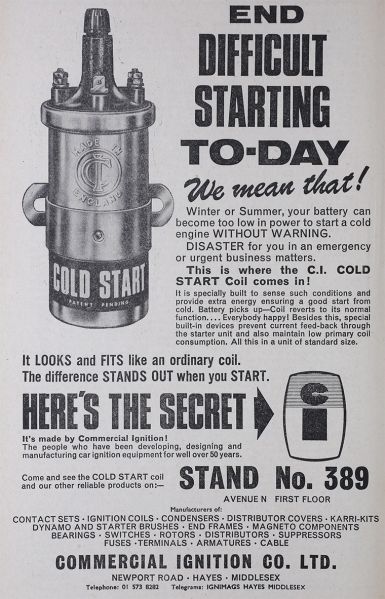 END
DIFFICULT
STARTING
TO-DAY
We mean that!
MADE IN
ENGLAND
COLD START
PATENT PENDING
Winter or Summer, your battery can
become too low in power to start a cold
engine WITHOUT WARNING.
DISASTER for you in an emergency
or urgent business matters.
This is where the C.I. COLD
START Coil comes in!
It is specially built to sense such conditions and
provide extra energy ensuring a good start from
cold. Battery picks up—Coil reverts to its normal
function.... Everybody happy! Besides this, special
built-in devices prevent current feed-back through
the starter unit and also maintain low primary coil
consumption. All this in a unit of standard size.
It LOOKS and FITS like an ordinary coil.
The difference STANDS OUT when you START.
HERE'S THE SECRET
C I
It's made by Commercial Ignition!
The people who have been developing, designing and
manufacturing car ignition equipment for well over 50 years.
Come and see the COLD START coil
and our other reliable products on:—
STAND No. 389
AVENUE N FIRST FLOOR
Manufacturers of:
CONTACT SETS · IGNITION COILS · CONDENSERS · DISTRIBUTOR COVERS · KARRI-KITS
DYNAMO AND STARTER BRUSHES · END FRAMES · MAGNETO COMPONENTS
BEARINGS · SWITCHES · ROTORS · DISTRIBUTORS · SUPPRESSORS
FUSES · TERMINALS · ARMATURES · CABLE
COMMERCIAL IGNITION CO. LTD.
NEWPORT ROAD · HAYES · MIDDLESEX
Telephone: 01 573 8282 Telegrams: IGNIMAGS HAYES MIDDLESEX